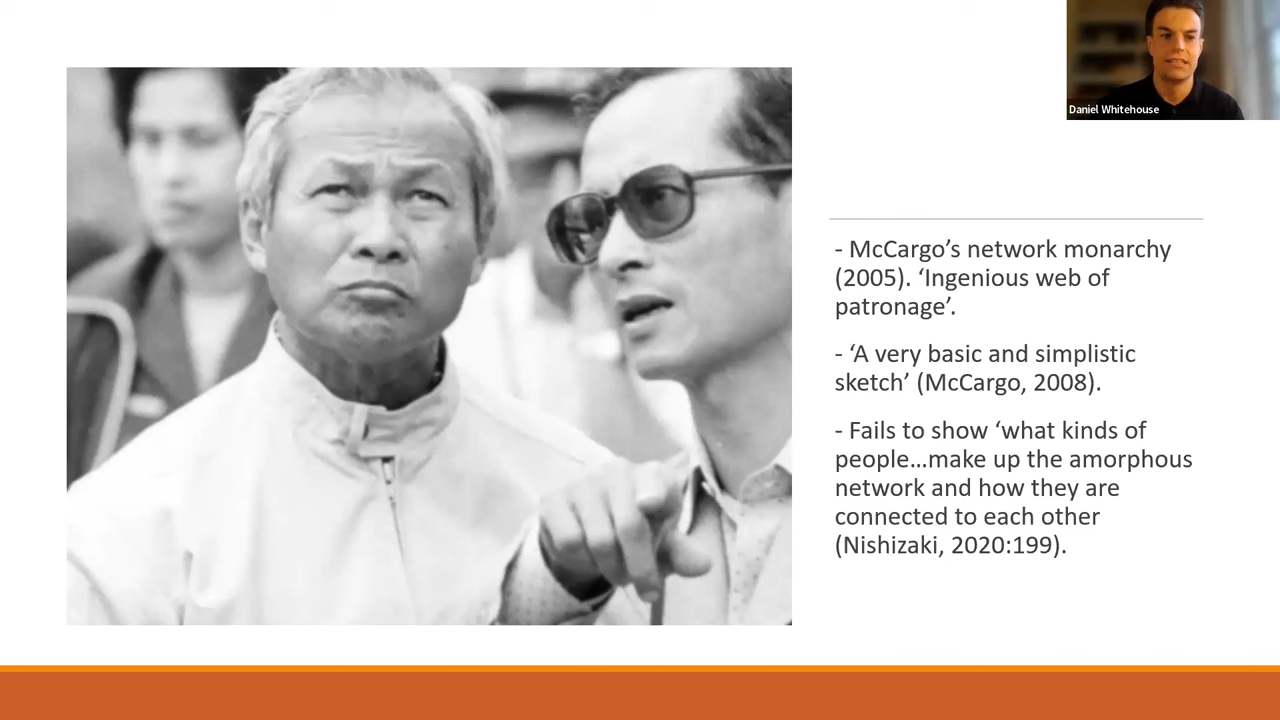 Daniel Whitehouse
- McCargo’s network monarchy
(2005). ‘Ingenious web of
patronage’.
- ‘A very basic and simplistic
sketch’ (McCargo, 2008).
- Fails to show ‘what kinds of
people…make up the amorphous
network and how they are
connected to each other
(Nishizaki, 2020:199).